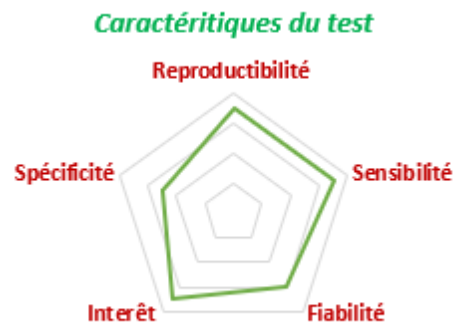 Caractéritiques du test
Reproductibilité
Spécificité
Sensibilité
Interêt
Fiabilité